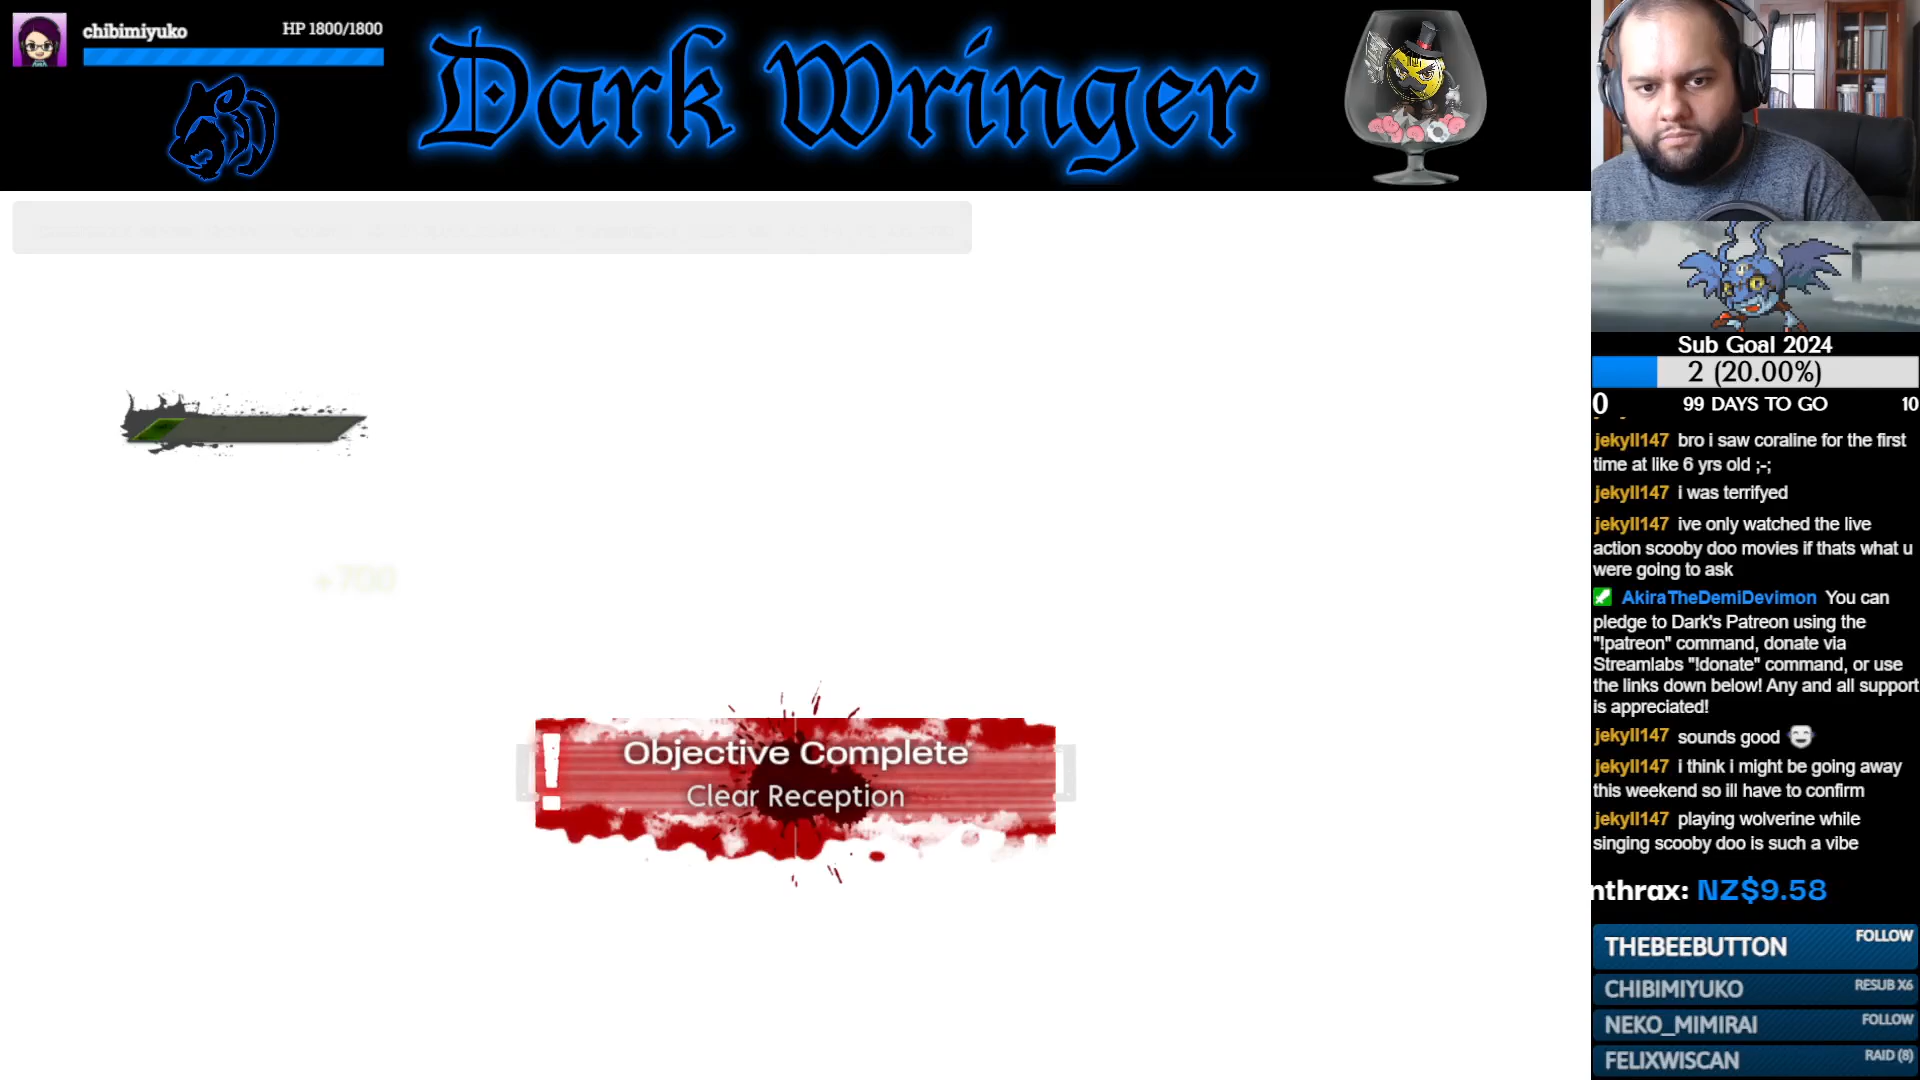 chibimiyuko
HP 1800/1800
Dark Wringer
+700
Objective Complete
Clear Reception
Sub Goal 2024
2 (20.00%)
0
99 DAYS TO GO
10
jekyll147 bro i saw coraline for the first
time at like 6 yrs old ;-;
jekyll147 i was terrifyed
jekyll147 ive only watched the live
action scooby doo movies if thats what u
were going to ask
AkiraTheDemiDevimon You can
pledge to Dark's Patreon using the
"!patreon" command, donate via
Streamlabs "!donate" command, or use
the links down below! Any and all support
is appreciated!
jekyll147 sounds good
jekyll147 i think i might be going away
this weekend so ill have to confirm
jekyll147 playing wolverine while
singing scooby doo is such a vibe
nthrax: NZ$9.58
THEBEEBUTTON FOLLOW
CHIBIMIYUKO RESUB X6
NEKO_MIMIRAI FOLLOW
FELIXWISCAN RAID (8)